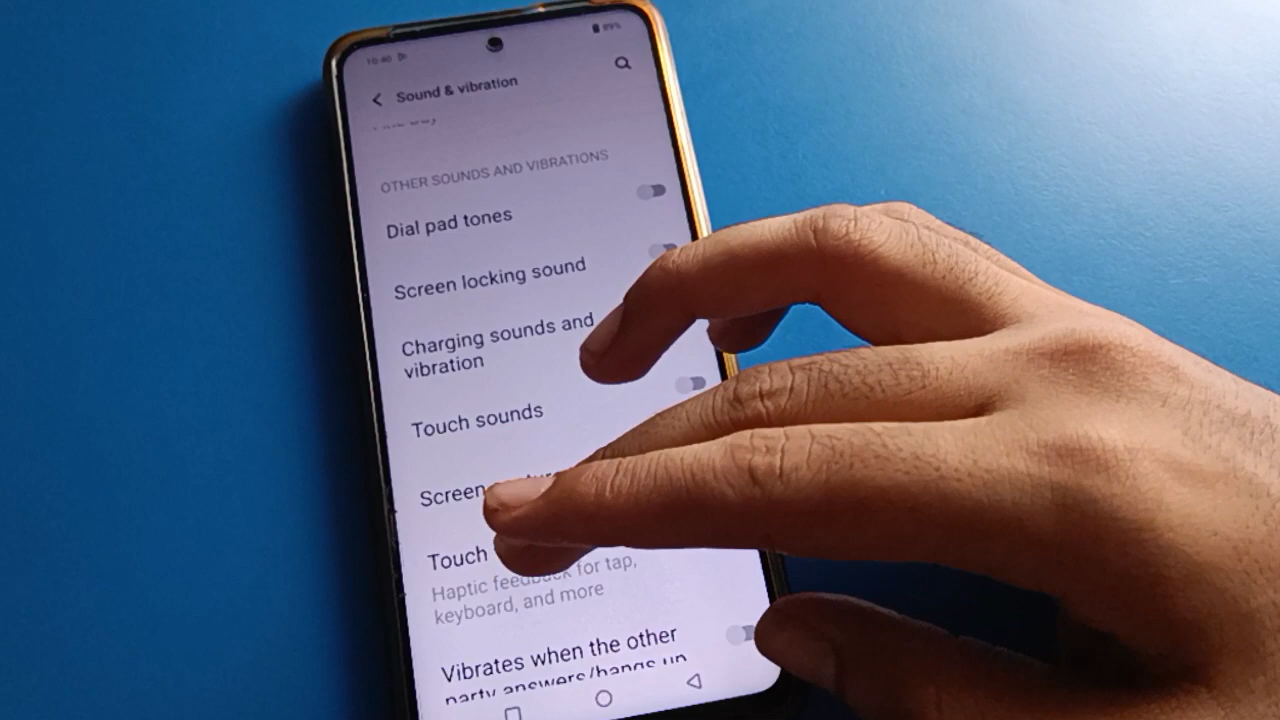 10:40
89%
Sound & vibration
OTHER SOUNDS AND VIBRATIONS
Dial pad tones
Screen locking sound
Charging sounds and
vibration
Touch sounds
Screen
Touch
Haptic feedback for tap,
keyboard, and more
Vibrates when the other
party answers/hangs up